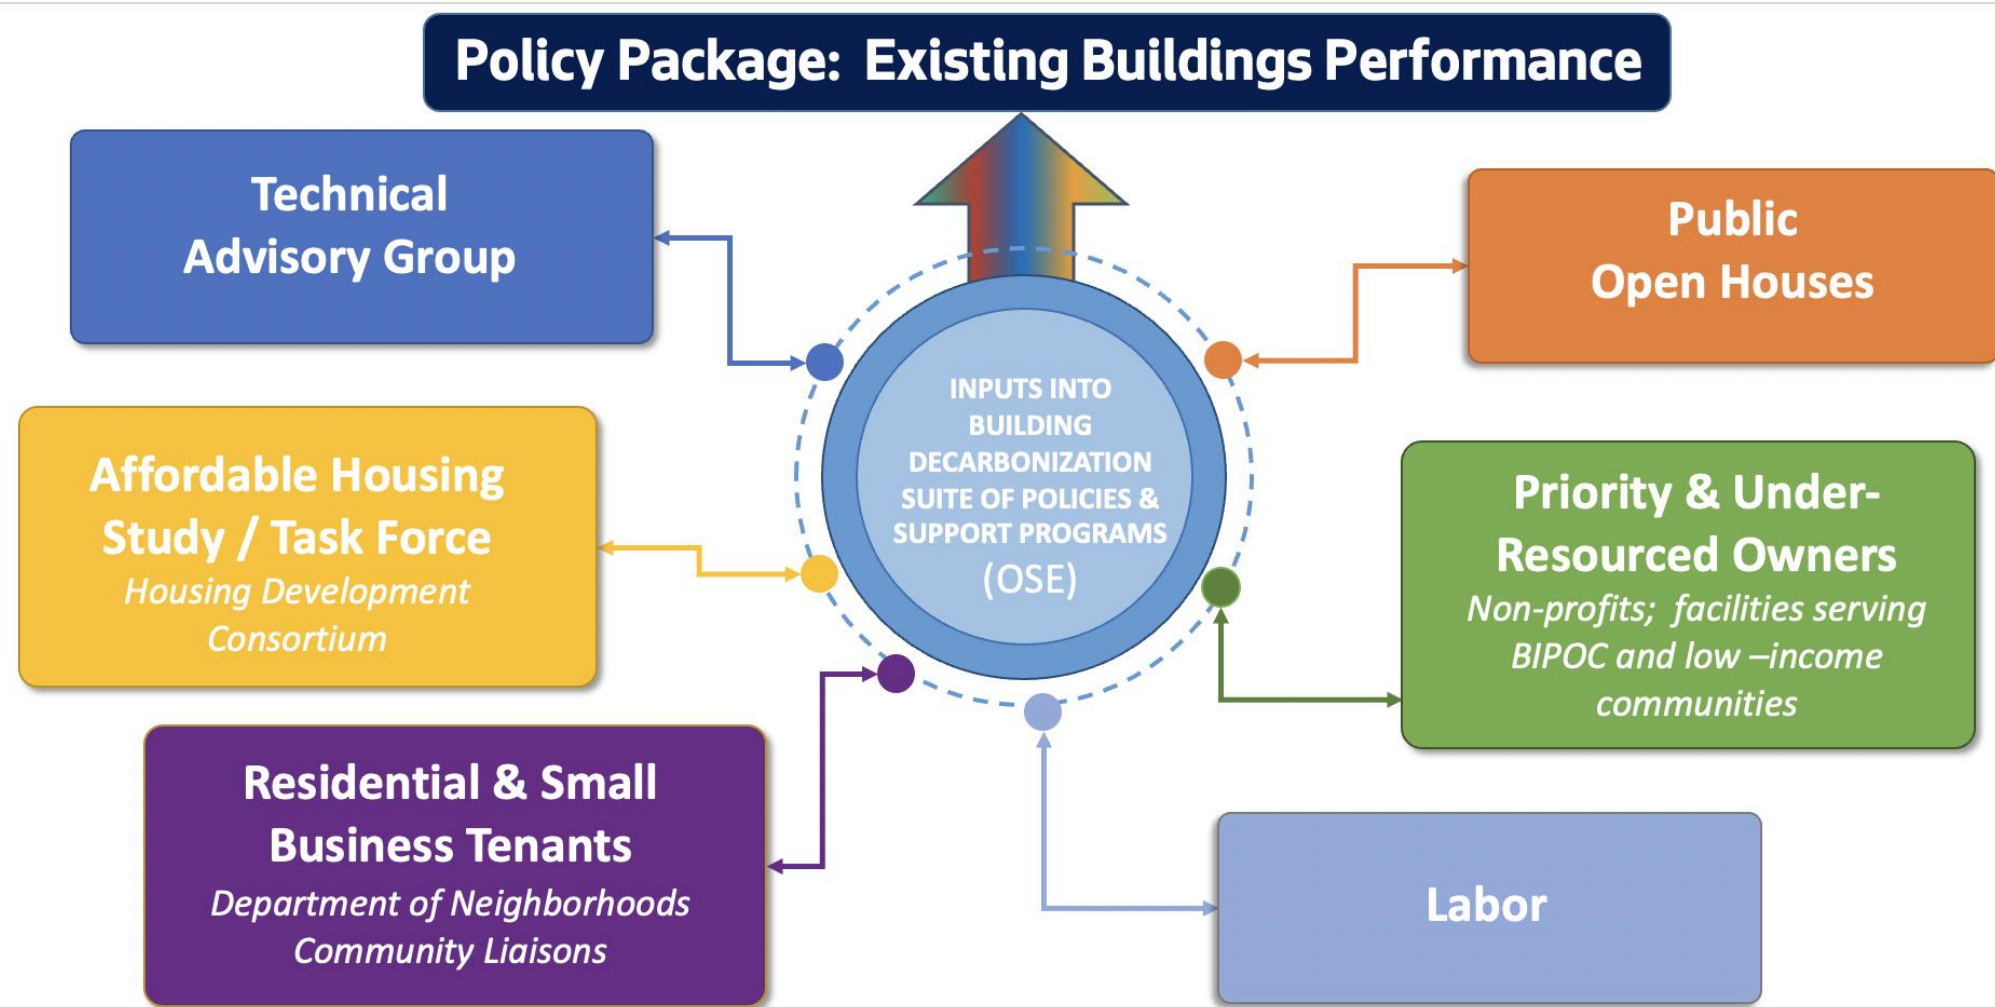 Policy Package:  Existing Buildings Performance
Technical
Advisory Group
Public
Open Houses
INPUTS INTO
BUILDING
DECARBONIZATION
SUITE OF POLICIES &
SUPPORT PROGRAMS
(OSE)
Affordable Housing
Study / Task Force
Housing Development
Consortium
Priority & Under-
Resourced Owners
Non-profits;  facilities serving
BIPOC and low –income
communities
Residential & Small
Business Tenants
Department of Neighborhoods
Community Liaisons
Labor